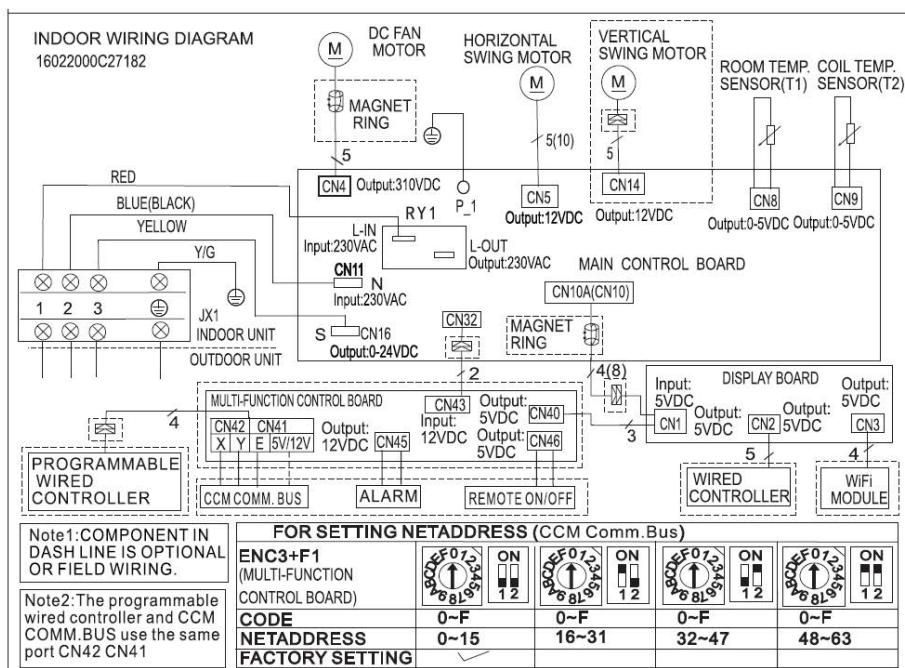 INDOOR WIRING DIAGRAM
16022000C27182
DC FAN
MOTOR
M
MAGNET
RING
5
HORIZONTAL
SWING MOTOR
M
5(10)
VERTICAL
SWING MOTOR
M
5
ROOM TEMP.
SENSOR(T1)
COIL TEMP.
SENSOR(T2)
CN4 Output:310VDC
P_1
CN5
Output:12VDC
CN14
Output:12VDC
CN8
Output:0-5VDC
CN9
Output:0-5VDC
RED
BLUE(BLACK)
YELLOW
Y/G
RY1
L-IN
Input:230VAC
L-OUT
Output:230VAC
CN11
N
Input:230VAC
S CN16
Output:0-24VDC
MAIN CONTROL BOARD
CN10A(CN10)
CN32
MAGNET
RING
1 2 3
JX1
INDOOR UNIT
OUTDOOR UNIT
2
4(8)
MULTI-FUNCTION CONTROL BOARD
CN42 CN41
X Y E 5V/12V
Output:
12VDC
CN45
CN43
Input:
12VDC
Output:
5VDC
CN40
Output:
5VDC
CN46
3
4
DISPLAY BOARD
Input:
5VDC
CN1
Output:
5VDC
CN2
Output:
5VDC
Output:
5VDC
CN3
5
4
PROGRAMMABLE
WIRED
CONTROLLER
CCM COMM. BUS
ALARM
REMOTE ON/OFF
WIRED
CONTROLLER
WiFi
MODULE
Note1:COMPONENT IN
DASH LINE IS OPTIONAL
OR FIELD WIRING.
Note2:The programmable
wired controller and CCM
COMM.BUS use the same
port CN42 CN41
FOR SETTING NETADDRESS (CCM Comm.Bus)
ENC3+F1
(MULTI-FUNCTION
CONTROL BOARD)
0123456789ABCDEF
ON
1 2
0123456789ABCDEF
ON
1 2
0123456789ABCDEF
ON
1 2
0123456789ABCDEF
ON
1 2
CODE 0~F 0~F 0~F 0~F
NETADDRESS 0~15 16~31 32~47 48~63
FACTORY SETTING